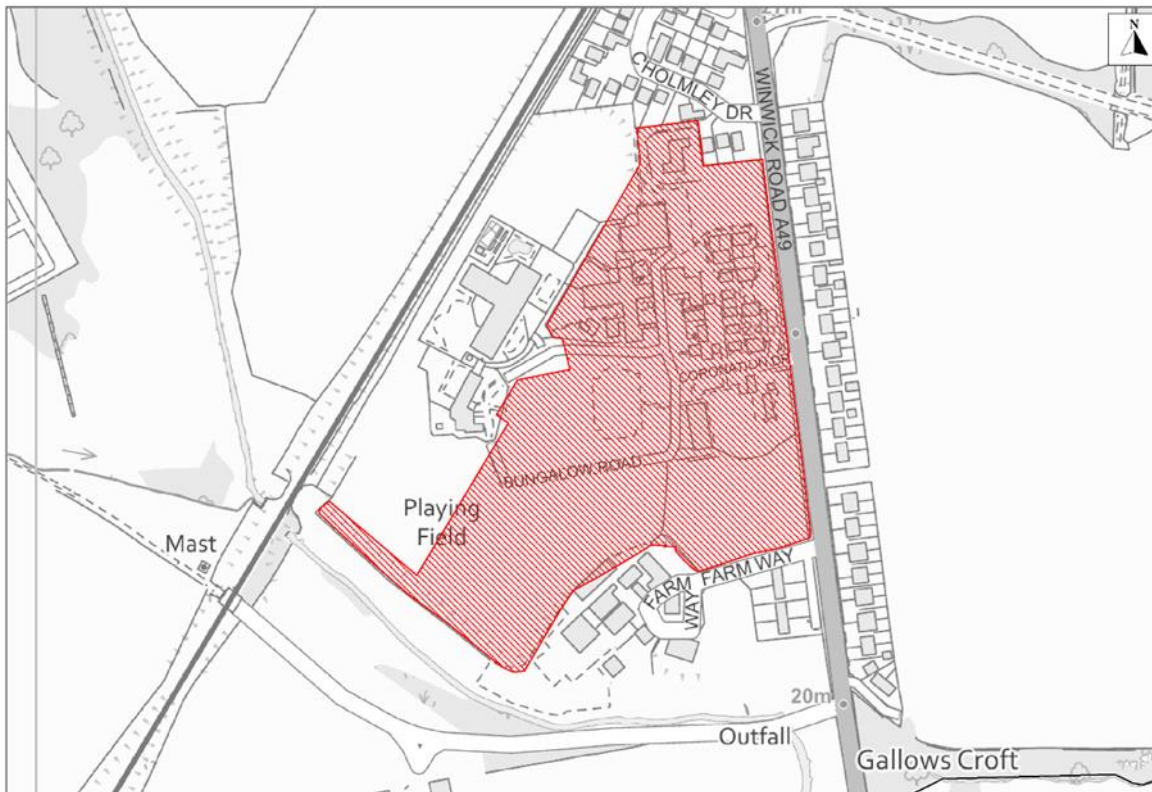 27m
N
CHOLMLEY DR
WINWICK ROAD A49
CORONATION DR
BUNGALOW ROAD
Playing
Field
Mast
FARM WAY
FARM
WAY
20m
Outfall
Gallows Croft